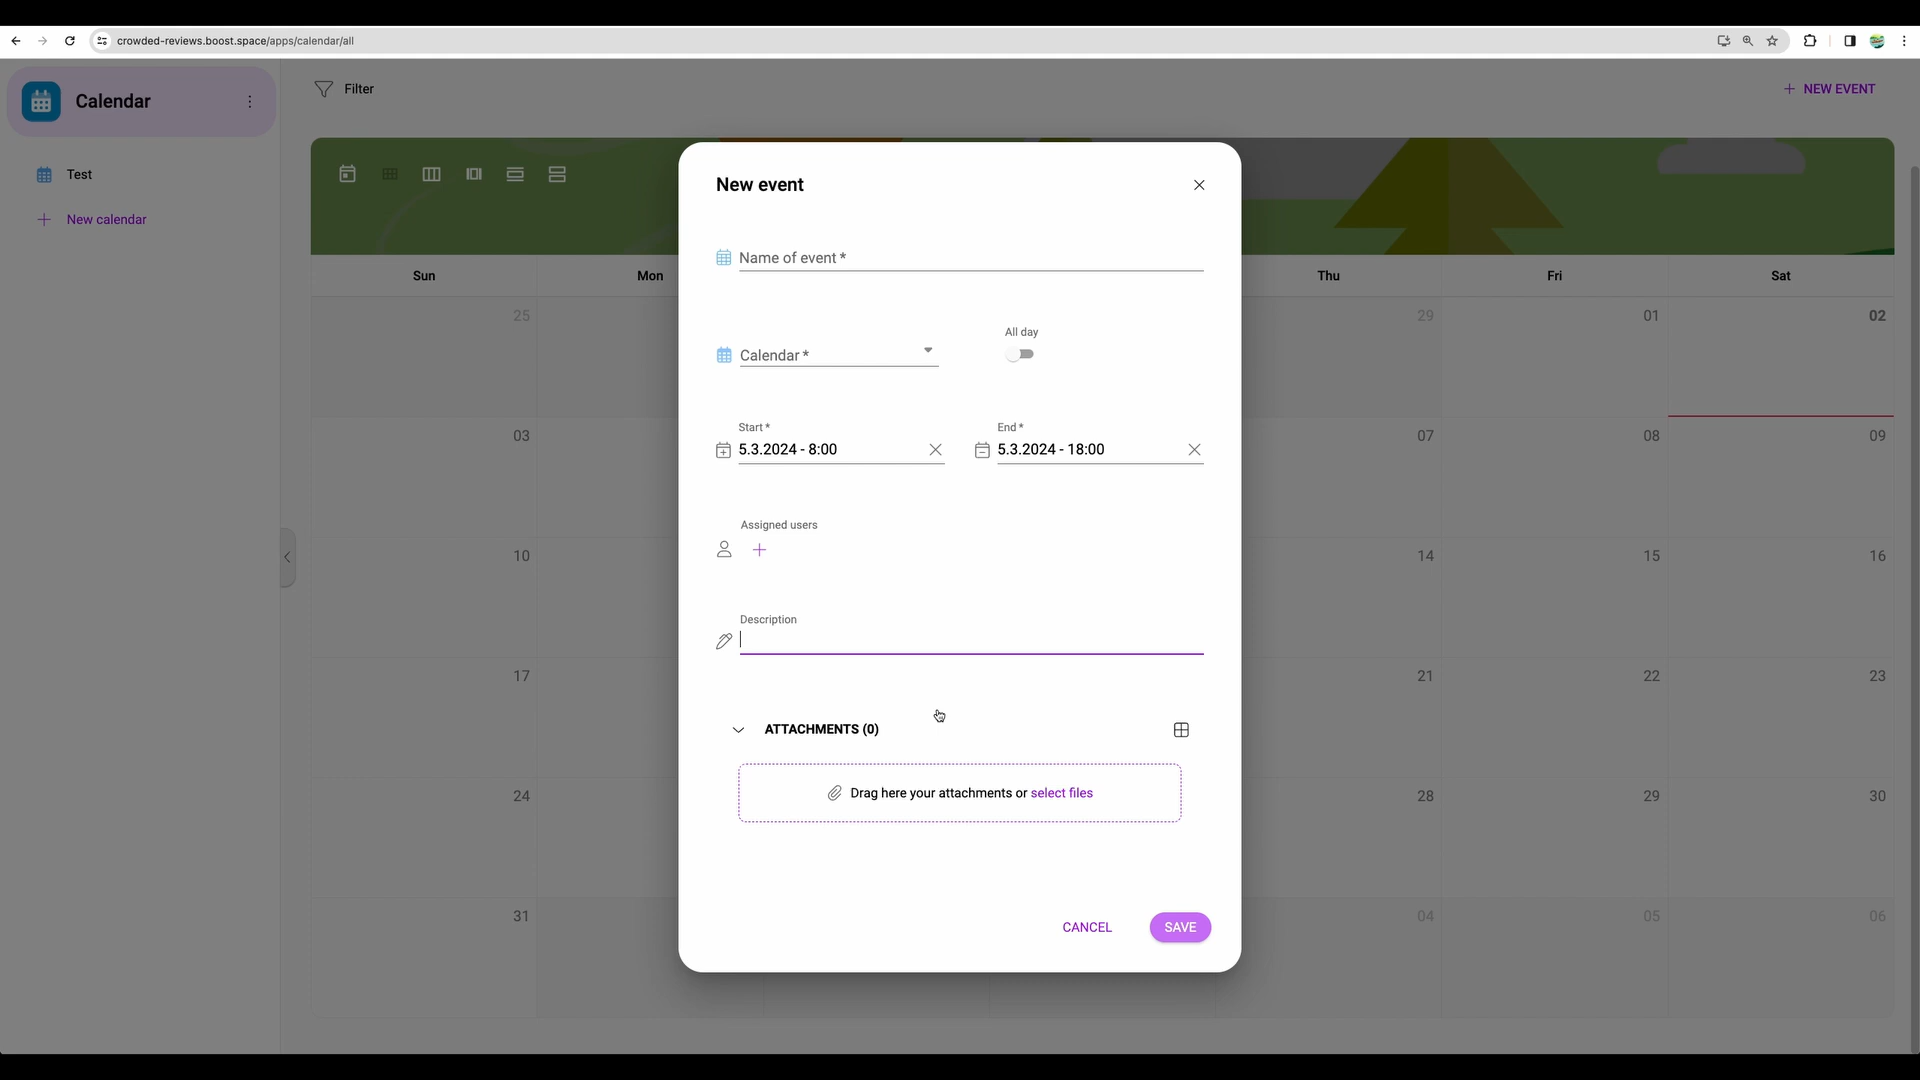 crowded-reviews.boost.space/apps/calendar/all
Calendar
Filter
NEW EVENT
Test
New calendar
New event
Name of event *
Calendar *
All day
Start *
5.3.2024 - 8:00
End *
5.3.2024 - 18:00
Assigned users
Description
ATTACHMENTS (0)
Drag here your attachments or select files
CANCEL
SAVE
Sun Mon Thu Fri Sat
25 29 01 02
03 07 08 09
10 14 15 16
17 21 22 23
24 28 29 30
31 04 05 06